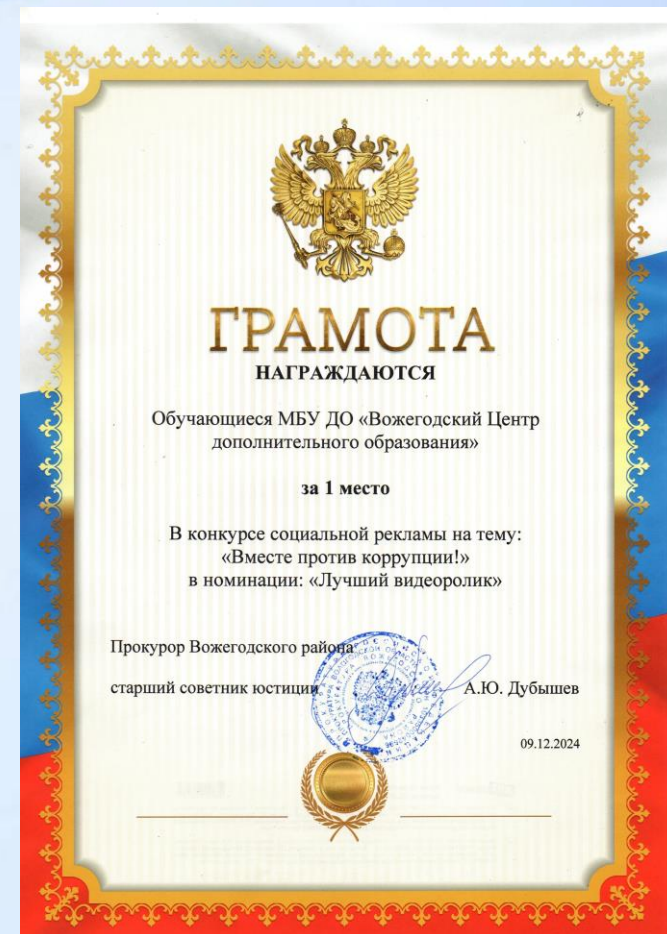 ГРАМОТА
НАГРАЖДАЮТСЯ
Обучающиеся МБУ ДО «Вожегодский Центр
дополнительного образования»
за 1 место
В конкурсе социальной рекламы на тему:
«Вместе против коррупции!»
в номинации: «Лучший видеоролик»
Прокурор Вожегодского района
старший советник юстиции А.Ю. Дубышев
09.12.2024